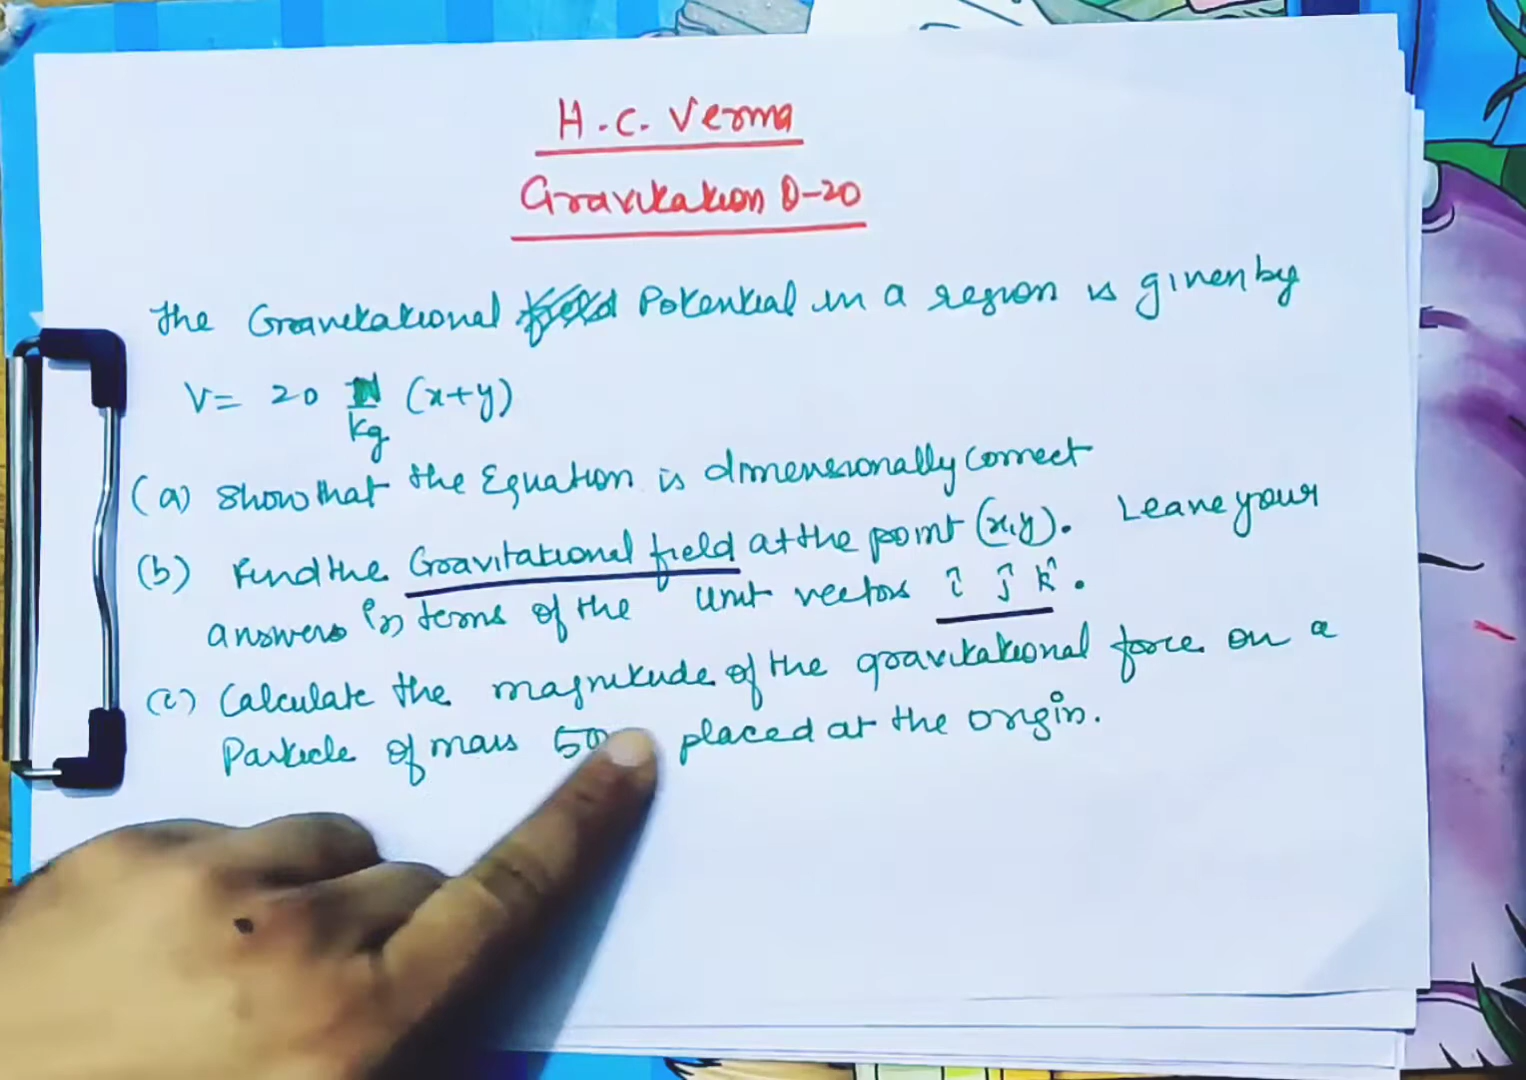 H.C. Verma
Gravitation Q-20
The Gravitational Potential in a region is given by
V= 20 N/kg (x+y)
(a) Show that the Equation is dimensionally correct
(b) Find the Gravitational field at the point (x,y). Leave your
answers in terms of the unit vectors î ĵ k̂.
(c) Calculate the magnitude of the gravitational force on a
Particle of mass placed at the origin.